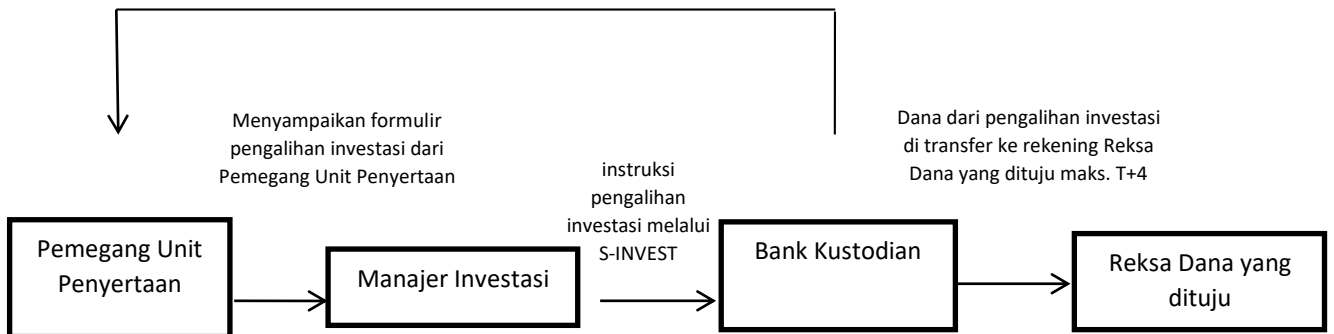 Menyampaikan formulir
pengalihan investasi dari
Pemegang Unit Penyertaan
instruksi
pengalihan
investasi melalui
S-INVEST
Dana dari pengalihan investasi
di transfer ke rekening Reksa
Dana yang dituju maks. T+4
Pemegang Unit
Penyertaan
Manajer Investasi
Bank Kustodian
Reksa Dana yang
dituju